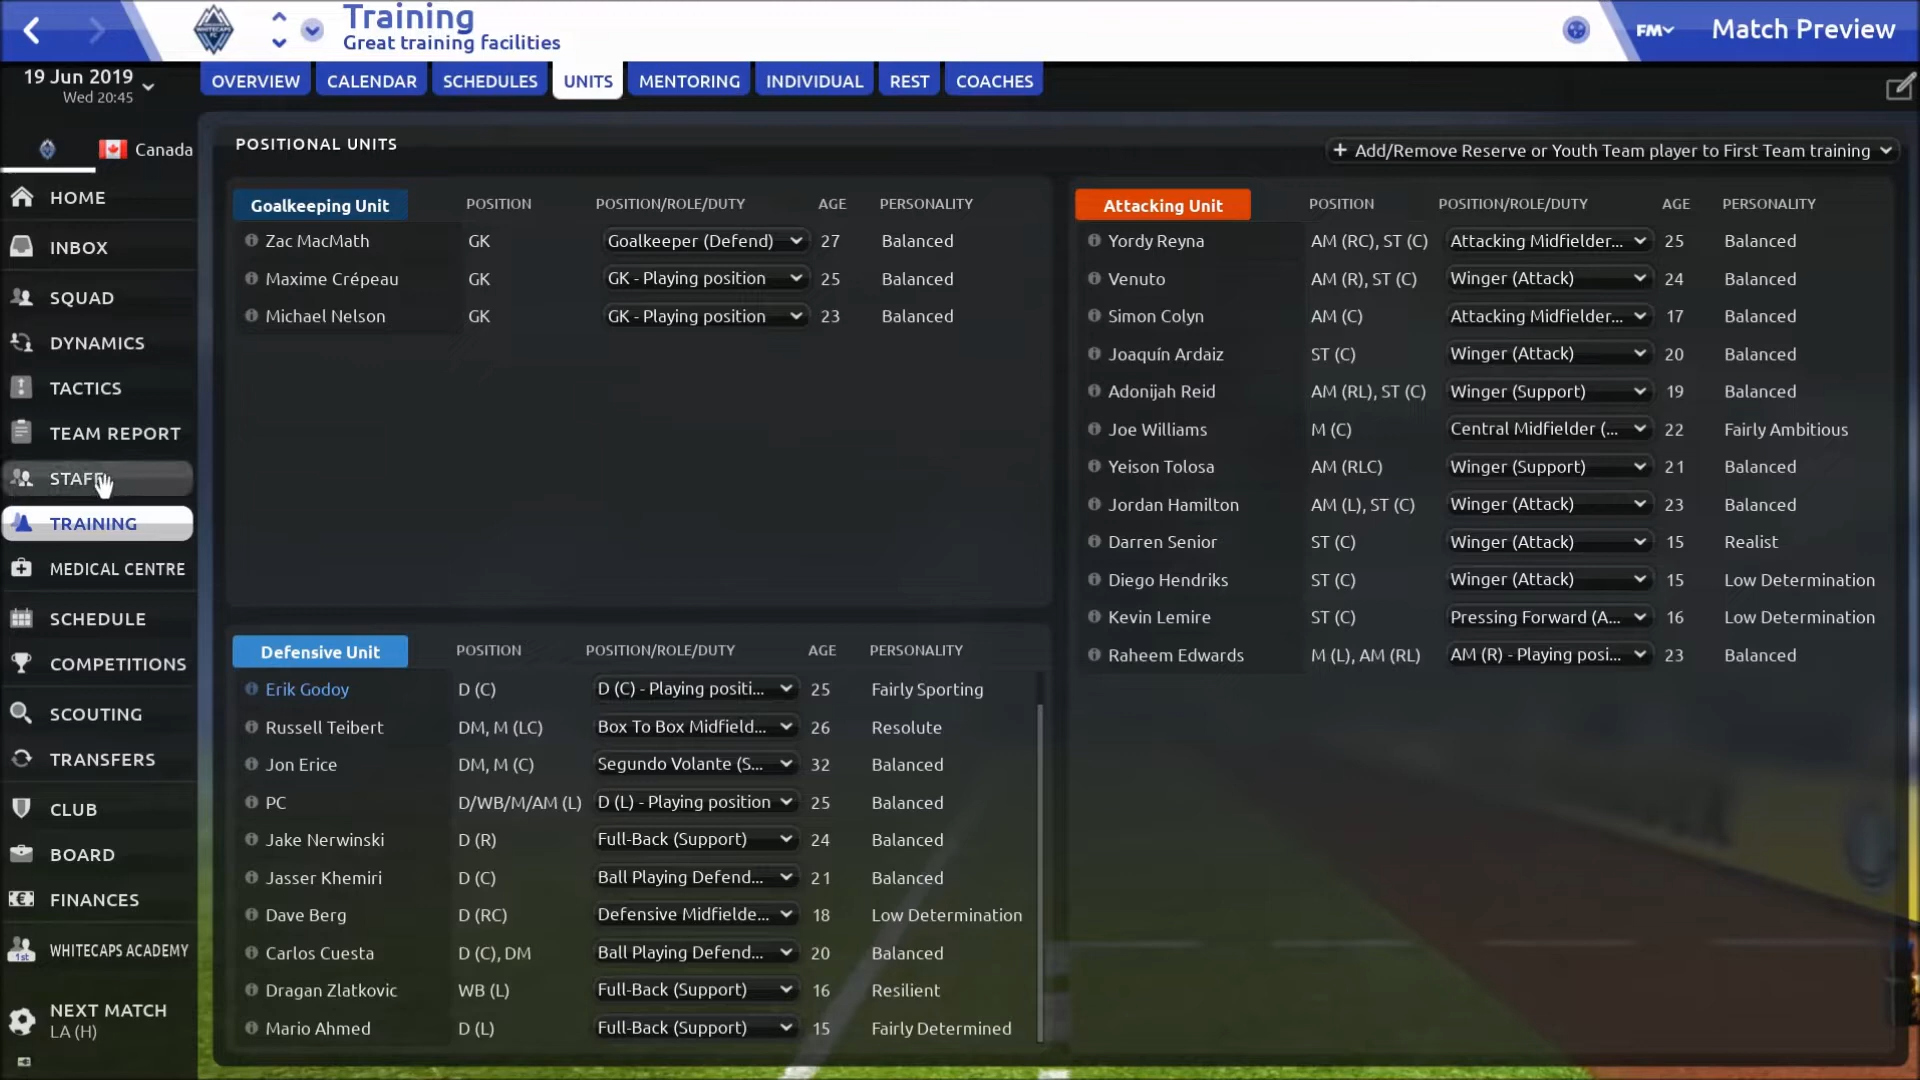 Training
Great training facilities
FM
Match Preview
19 Jun 2019
Wed 20:45
OVERVIEW CALENDAR SCHEDULES UNITS MENTORING INDIVIDUAL REST COACHES
Canada
HOME
INBOX
SQUAD
DYNAMICS
TACTICS
TEAM REPORT
STAFF
TRAINING
MEDICAL CENTRE
SCHEDULE
COMPETITIONS
SCOUTING
TRANSFERS
CLUB
BOARD
FINANCES
1st WHITECAPS ACADEMY
NEXT MATCH
LA (H)
POSITIONAL UNITS
+ Add/Remove Reserve or Youth Team player to First Team training
Goalkeeping Unit POSITION POSITION/ROLE/DUTY AGE PERSONALITY
Zac MacMath GK Goalkeeper (Defend) 27 Balanced
Maxime Crépeau GK GK - Playing position 25 Balanced
Michael Nelson GK GK - Playing position 23 Balanced
Defensive Unit POSITION POSITION/ROLE/DUTY AGE PERSONALITY
Erik Godoy D (C) D (C) - Playing positi... 25 Fairly Sporting
Russell Teibert DM, M (LC) Box To Box Midfield... 26 Resolute
Jon Erice DM, M (C) Segundo Volante (S... 32 Balanced
PC D/WB/M/AM (L) D (L) - Playing position 25 Balanced
Jake Nerwinski D (R) Full-Back (Support) 24 Balanced
Jasser Khemiri D (C) Ball Playing Defend... 21 Balanced
Dave Berg D (RC) Defensive Midfielde... 18 Low Determination
Carlos Cuesta D (C), DM Ball Playing Defend... 20 Balanced
Dragan Zlatkovic WB (L) Full-Back (Support) 16 Resilient
Mario Ahmed D (L) Full-Back (Support) 15 Fairly Determined
Attacking Unit POSITION POSITION/ROLE/DUTY AGE PERSONALITY
Yordy Reyna AM (RC), ST (C) Attacking Midfielder... 25 Balanced
Venuto AM (R), ST (C) Winger (Attack) 24 Balanced
Simon Colyn AM (C) Attacking Midfielder... 17 Balanced
Joaquín Ardaiz ST (C) Winger (Attack) 20 Balanced
Adonijah Reid AM (RL), ST (C) Winger (Support) 19 Balanced
Joe Williams M (C) Central Midfielder (... 22 Fairly Ambitious
Yeison Tolosa AM (RLC) Winger (Support) 21 Balanced
Jordan Hamilton AM (L), ST (C) Winger (Attack) 23 Balanced
Darren Senior ST (C) Winger (Attack) 15 Realist
Diego Hendriks ST (C) Winger (Attack) 15 Low Determination
Kevin Lemire ST (C) Pressing Forward (A... 16 Low Determination
Raheem Edwards M (L), AM (RL) AM (R) - Playing posi... 23 Balanced